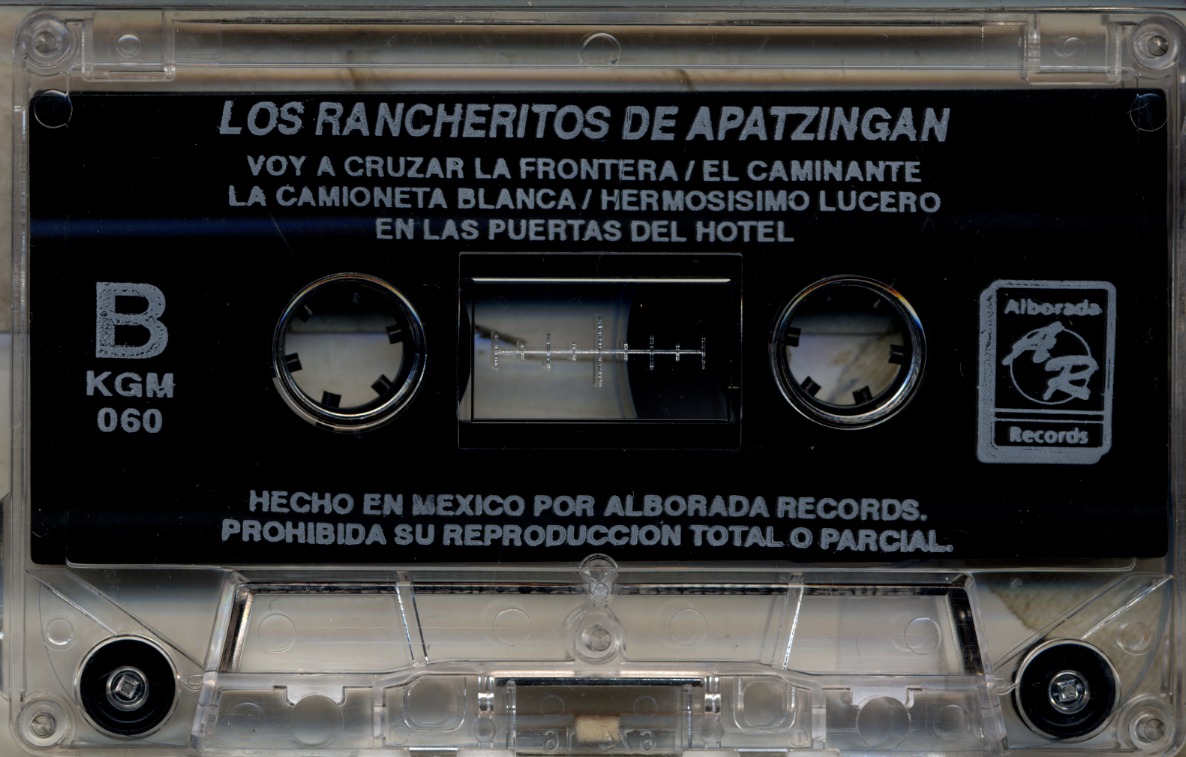 LOS RANCHERITOS DE APATZINGAN
VOY A CRUZAR LA FRONTERA / EL CAMINANTE
LA CAMIONETA BLANCA / HERMOSISIMO LUCERO
EN LAS PUERTAS DEL HOTEL
B
KGM
060
Alborada
AR
Records
HECHO EN MEXICO POR ALBORADA RECORDS.
PROHIBIDA SU REPRODUCCION TOTAL O PARCIAL.